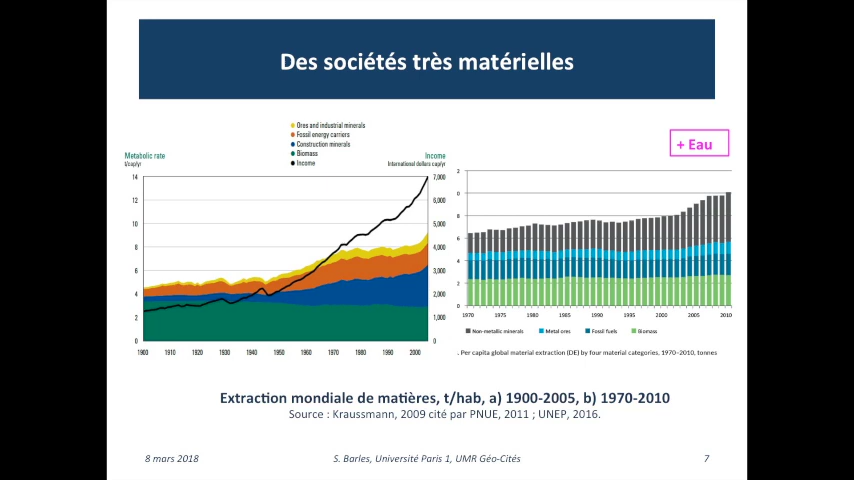 Des sociétés très matérielles
Ores and industrial minerals
Fossil energy carriers
Construction minerals
Biomass
Income
Metabolic rate
t/cap/yr
Income
International dollars cap/yr
+ Eau
14
12
10
8
6
4
2
0
7,000
6,000
5,000
4,000
3,000
2,000
1,000
0
1900 1910 1920 1930 1940 1950 1960 1970 1980 1990 2000
2
0
8
6
4
2
0
1970 1975 1980 1985 1990 1995 2000 2005 2010
Non-metallic minerals Metal ores Fossil fuels Biomass
. Per capita global material extraction (DE) by four material categories, 1970–2010, tonnes
Extraction mondiale de matières, t/hab, a) 1900-2005, b) 1970-2010
Source : Kraussmann, 2009 cité par PNUE, 2011 ; UNEP, 2016.
8 mars 2018 S. Barles, Université Paris 1, UMR Géo-Cités 7